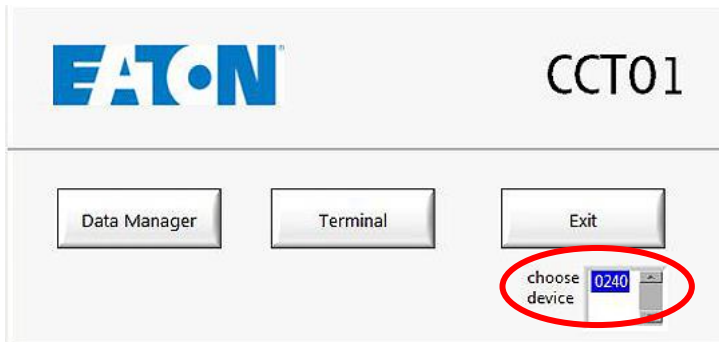 EATON
CCT01
Data Manager
Terminal
Exit
choose
device
0240